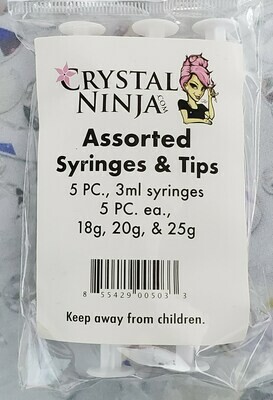 CRYSTAL
NINJA.COM
Assorted
Syringes & Tips
5 PC., 3ml syringes
5 PC. ea.,
18g, 20g, & 25g
8 55429 00503 3
Keep away from children.